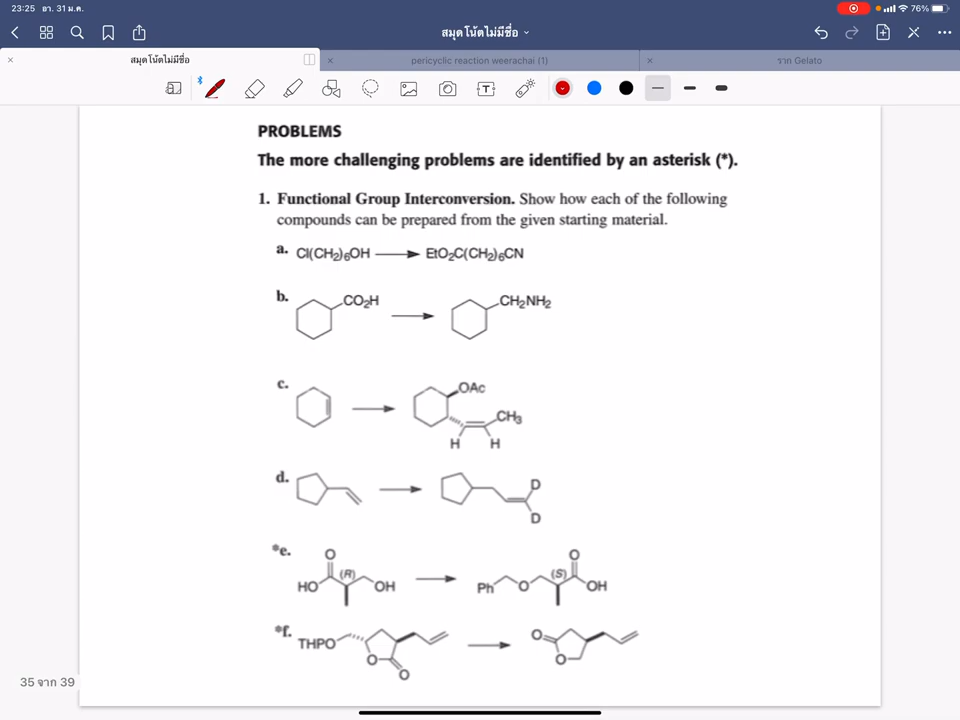 23:25 อา. 31 ม.ค.
76%
สมุดโน้ตไม่มีชื่อ
สมุดโน้ตไม่มีชื่อ
pericyclic reaction weerachai (1)
ราก Gelato
PROBLEMS
The more challenging problems are identified by an asterisk (*).
1. Functional Group Interconversion. Show how each of the following
compounds can be prepared from the given starting material.
a. Cl(CH2)6OH EtO2C(CH2)6CN
b. CO2H CH2NH2
c. OAc
CH3
H H
d. D
D
*e. O O
HO (R) OH Ph O (S) OH
*f. THPO O O O O
35 จาก 39